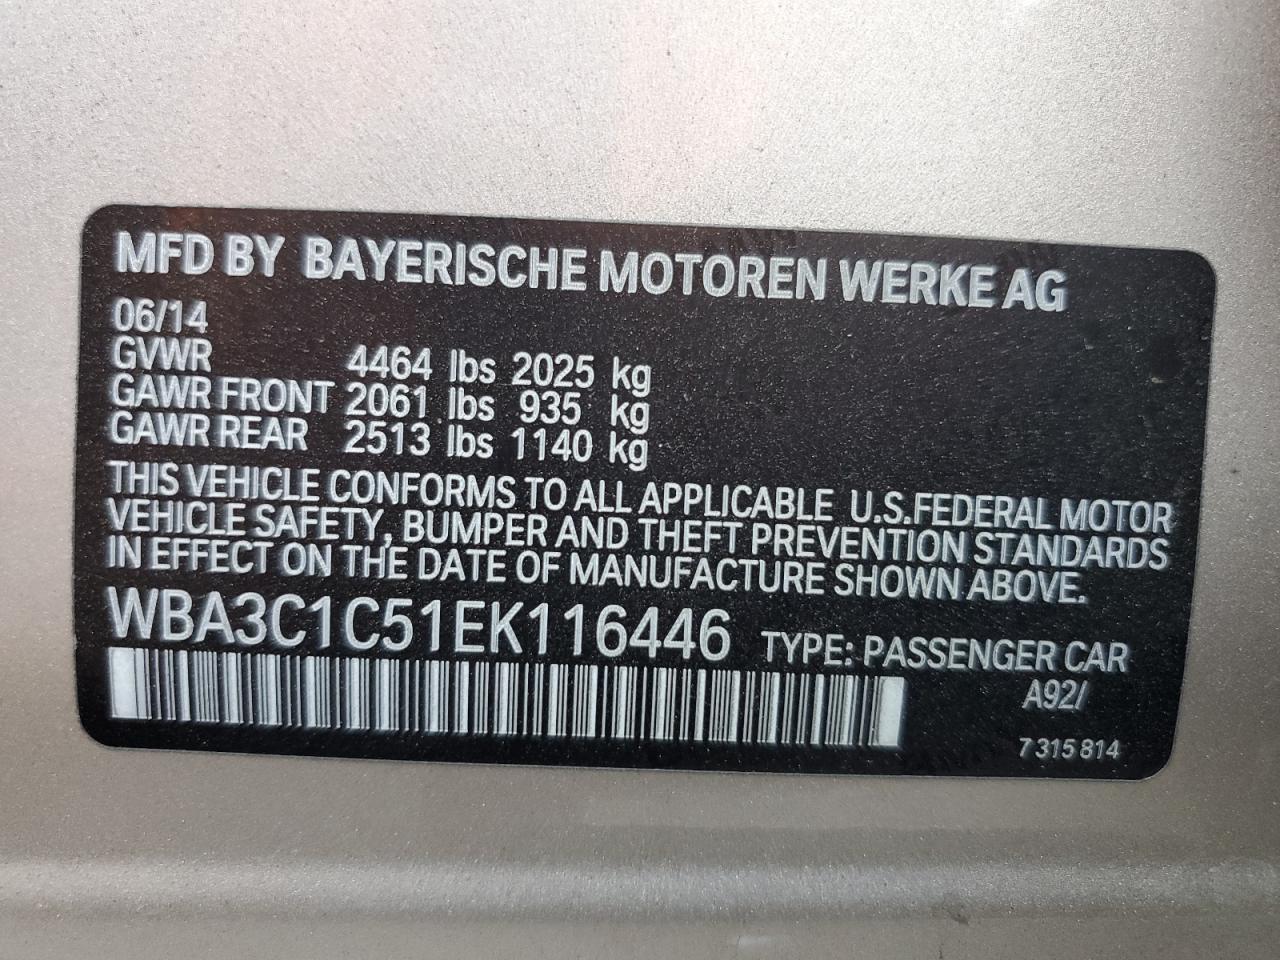 MFD BY BAYERISCHE MOTOREN WERKE AG
06/14
GVWR 4464 lbs 2025 kg
GAWR FRONT 2061 lbs 935 kg
GAWR REAR 2513 lbs 1140 kg
THIS VEHICLE CONFORMS TO ALL APPLICABLE U.S.FEDERAL MOTOR
VEHICLE SAFETY, BUMPER AND THEFT PREVENTION STANDARDS
IN EFFECT ON THE DATE OF MANUFACTURE SHOWN ABOVE.
WBA3C1C51EK116446 TYPE: PASSENGER CAR
A92/
7 315 814